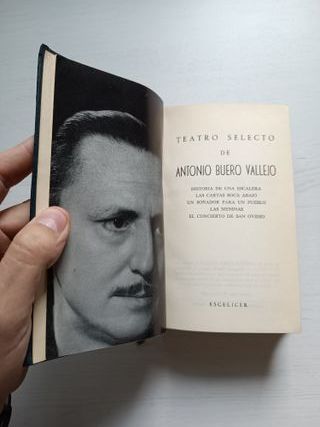 TEATRO SELECTO
DE
ANTONIO BUERO VALLEJO
HISTORIA DE UNA ESCALERA
LAS CARTAS BOCA ABAJO
UN SOÑADOR PARA UN PUEBLO
LAS MENINAS
EL CONCIERTO DE SAN OVIDIO
ESCELICER